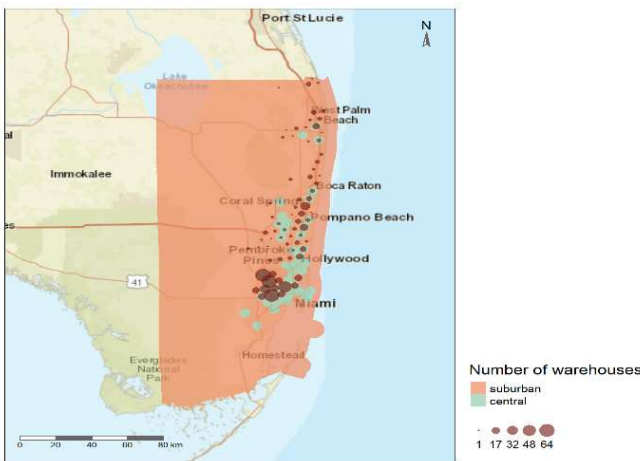 Port St Lucie
N
Lake
Okeechobee
West Palm
Beach
al
Immokalee
Boca Raton
Coral Springs
es
Pompano Beach
Pembroke
Pines
Hollywood
41
Miami
Homestead
Everglades
National
Park
0 20 40 60 80 km
Number of warehouses
suburban
central
1 17 32 48 64